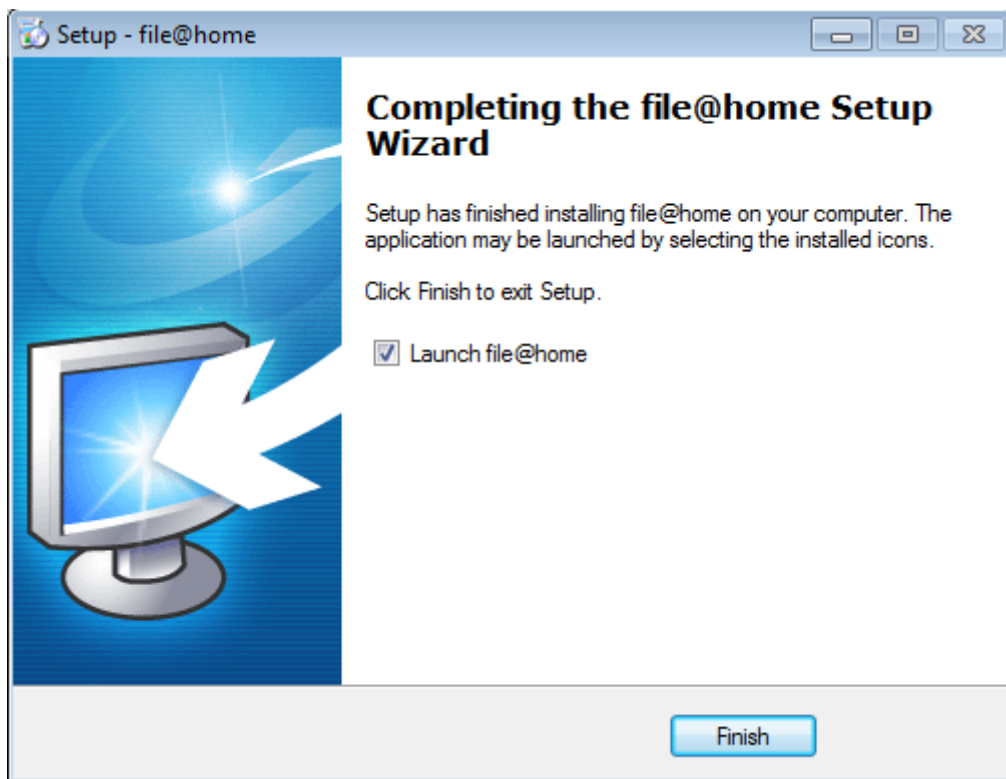 Setup - file@home
Completing the file@home Setup
Wizard
Setup has finished installing file@home on your computer. The
application may be launched by selecting the installed icons.
Click Finish to exit Setup.
Launch file@home
Finish